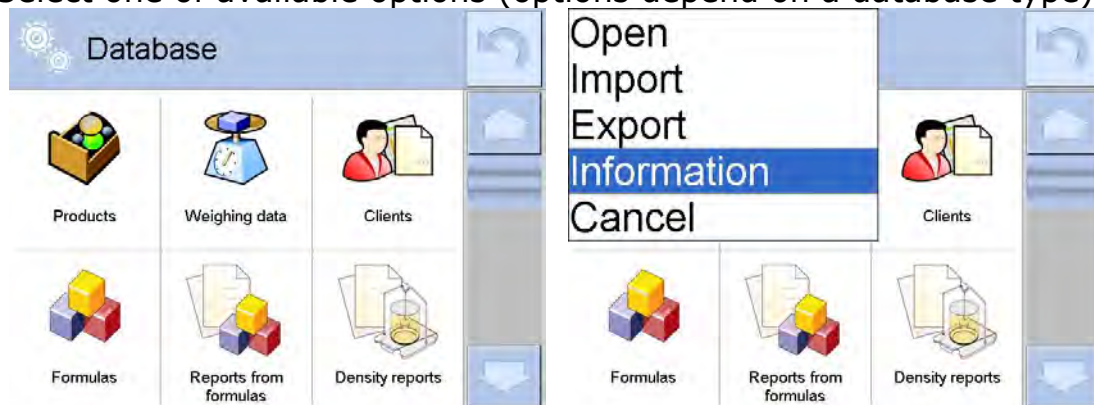 Select one of available options (options depend on a database type)
Database
Products
Weighing data
Clients
Formulas
Reports from
formulas
Density reports
Open
Import
Export
Information
Cancel
Clients
Formulas
Reports from
formulas
Density reports